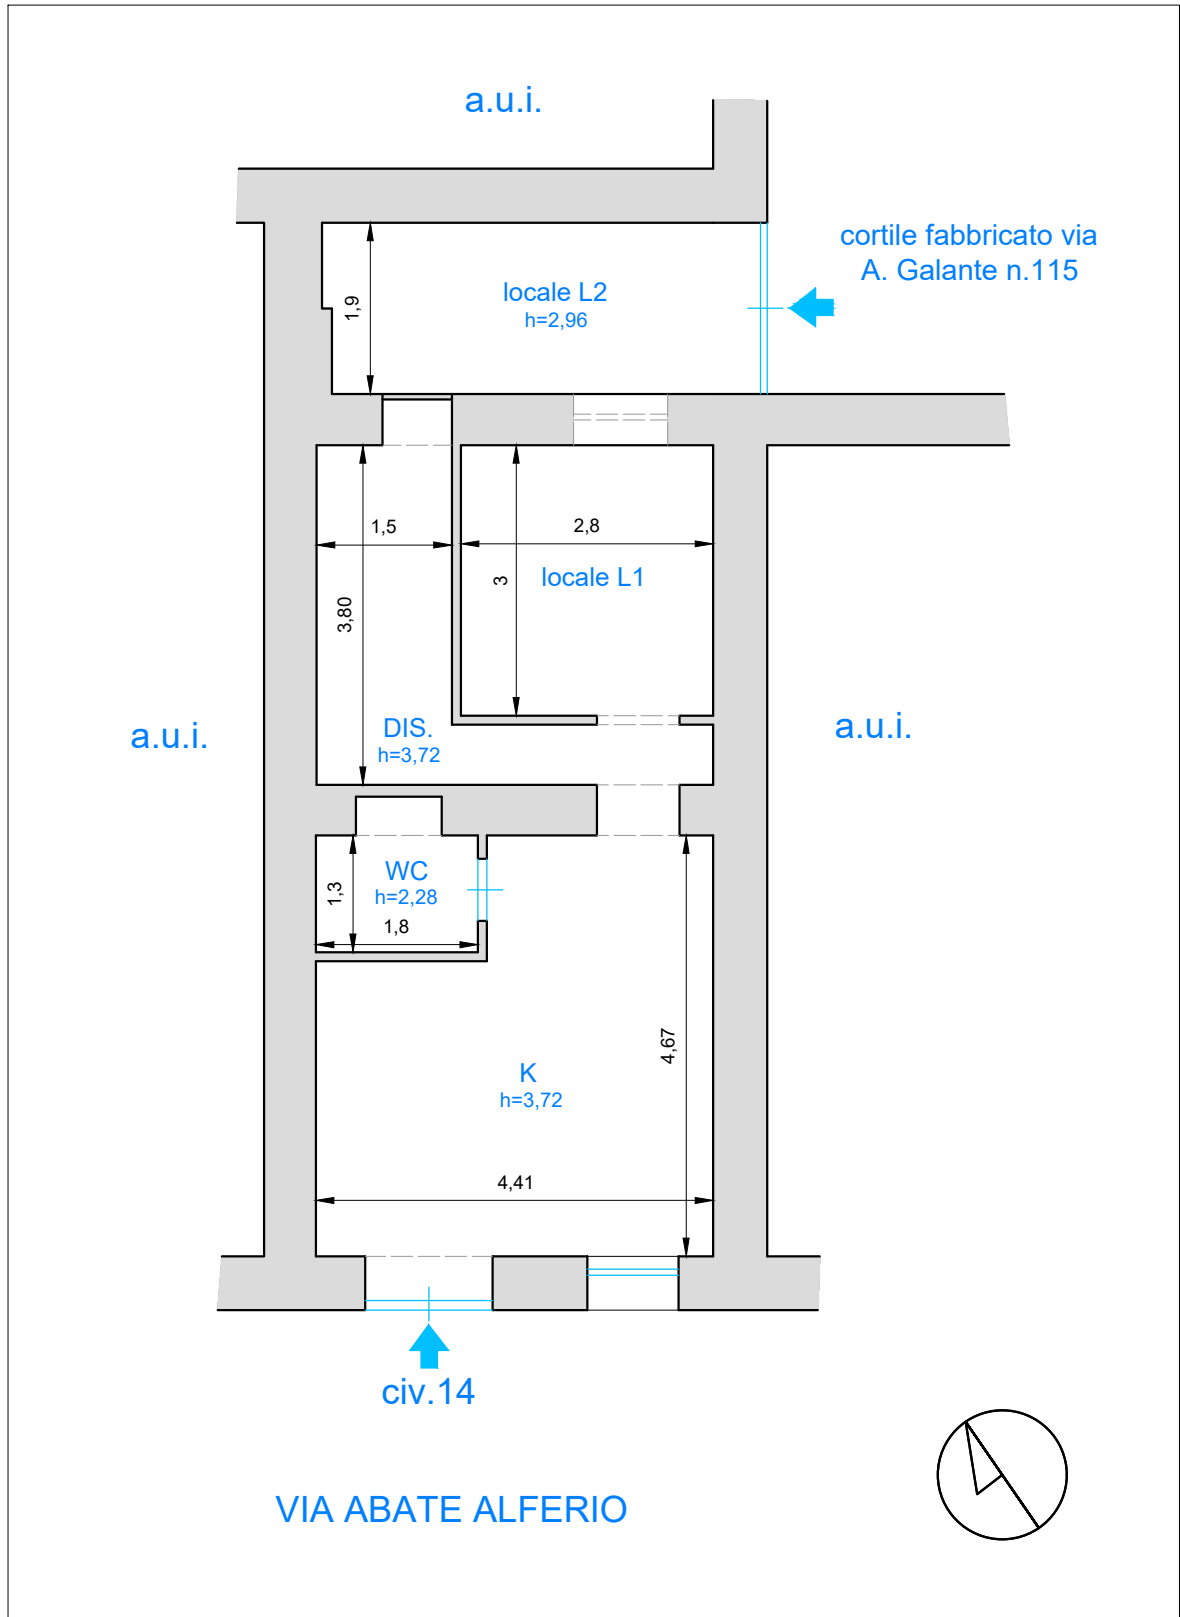 a.u.i.
cortile fabbricato via
A. Galante n.115
locale L2
h=2,96
1,9
1,5
2,8
3
locale L1
3,80
DIS.
h=3,72
a.u.i.
a.u.i.
WC
h=2,28
1,3
1,8
4,67
K
h=3,72
4,41
civ.14
VIA ABATE ALFERIO